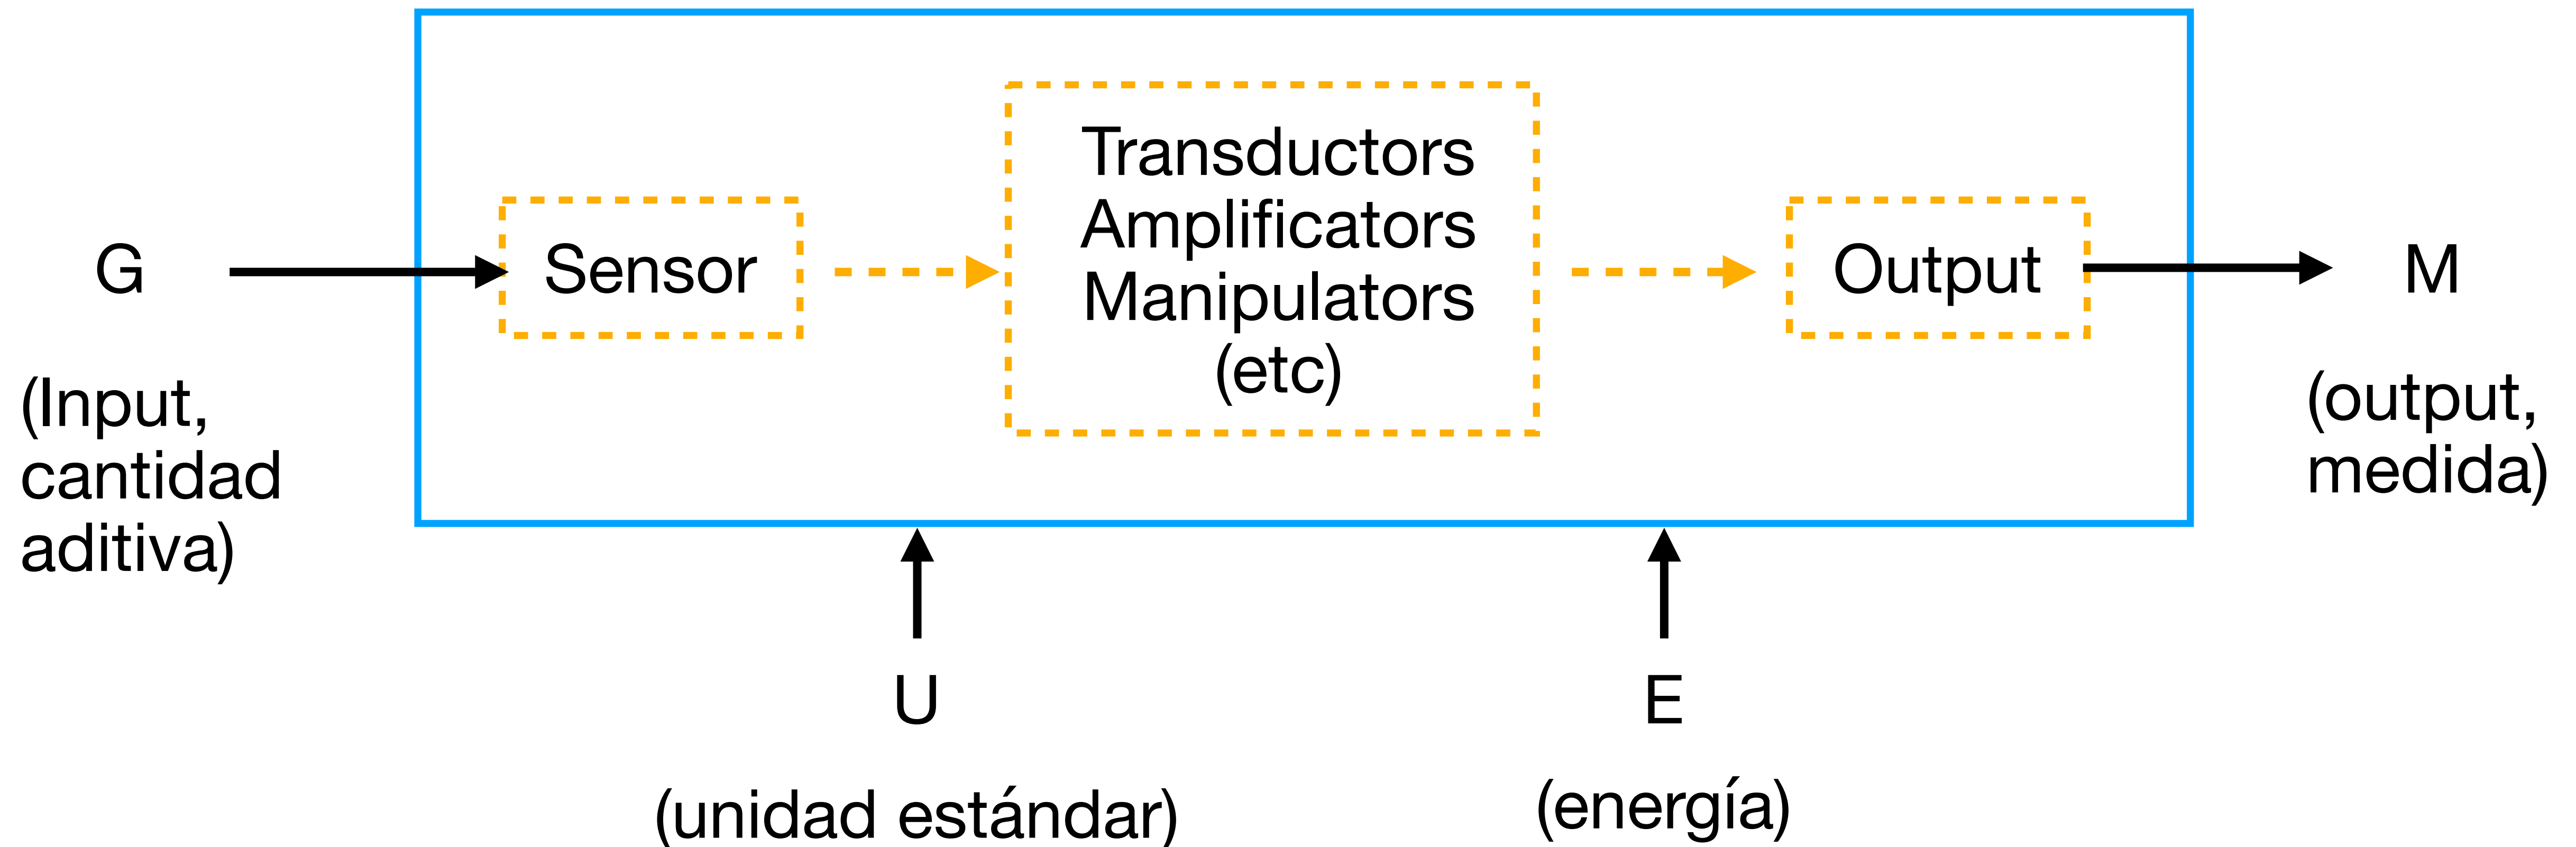 G
(Input,
cantidad
aditiva)
Sensor
Transductors
Amplificators
Manipulators
(etc)
Output
M
(output,
medida)
U
(unidad estándar)
E
(energía)